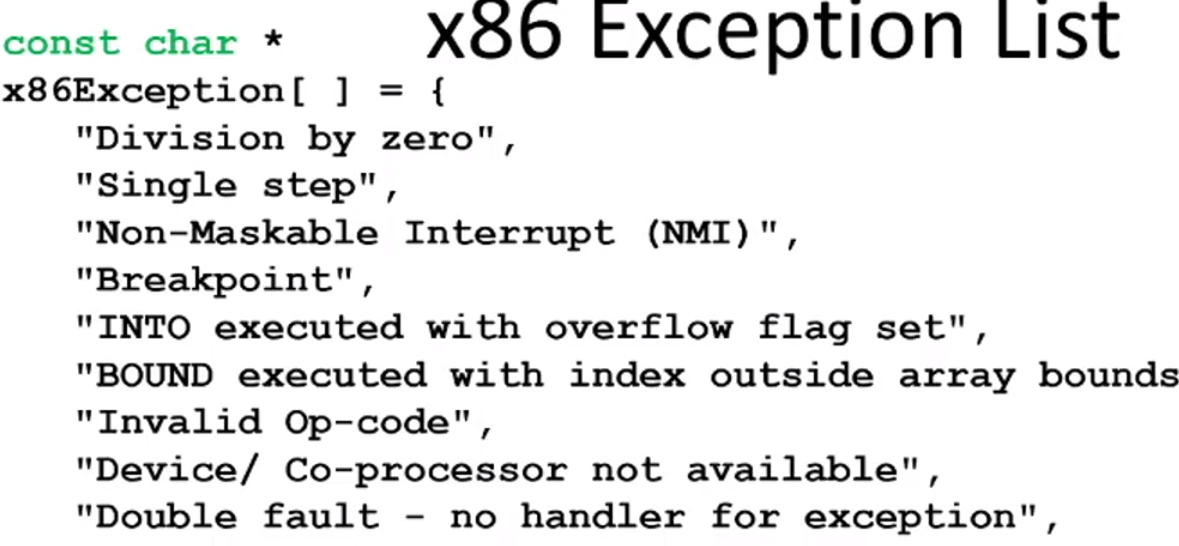 x86 Exception List
const char *
x86Exception[ ] = {
"Division by zero",
"Single step",
"Non-Maskable Interrupt (NMI)",
"Breakpoint",
"INTO executed with overflow flag set",
"BOUND executed with index outside array bounds
"Invalid Op-code",
"Device/ Co-processor not available",
"Double fault - no handler for exception",